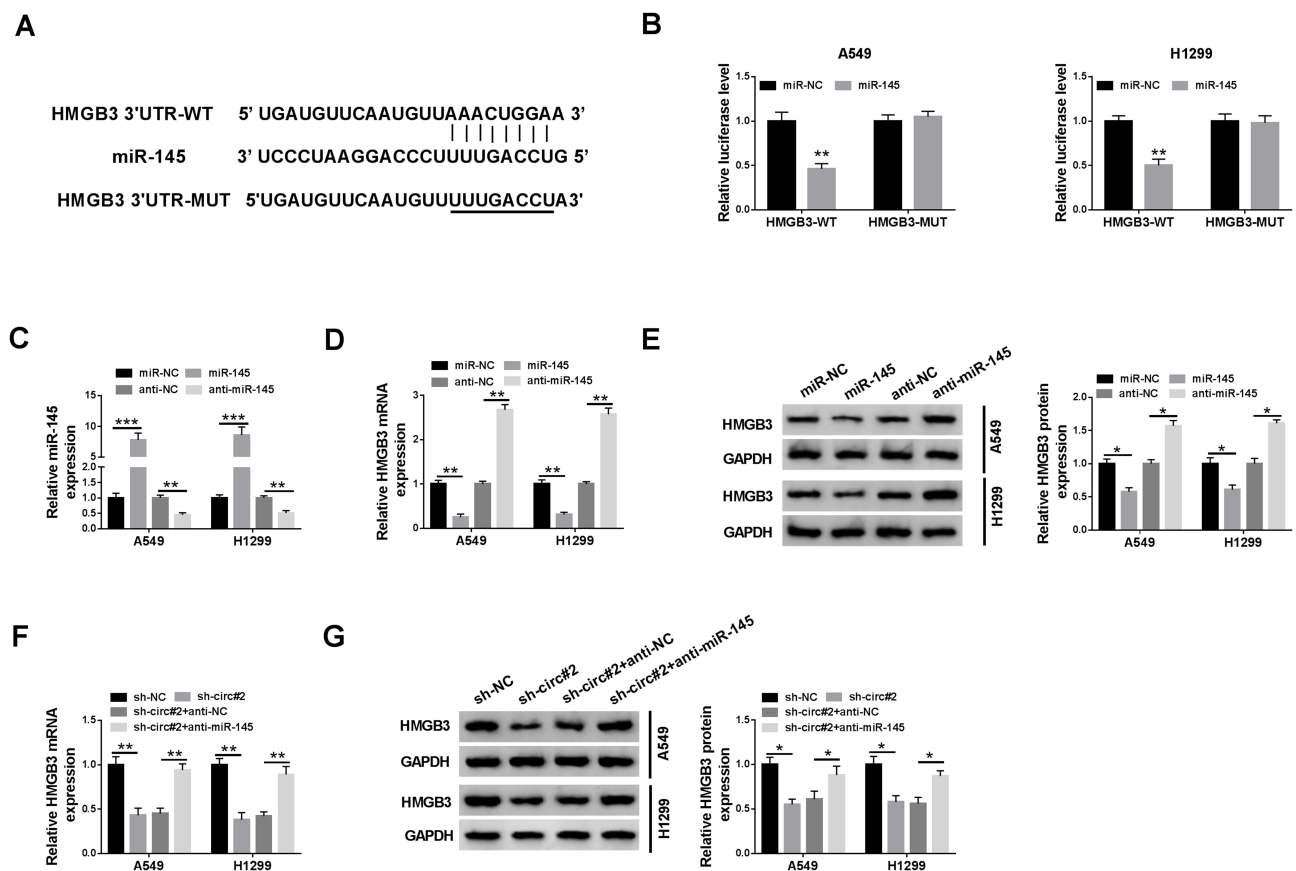 A
HMGB3 3'UTR-WT 5' UGAUGUUCAAUGUUAAACUGGAA 3'
miR-145 3' UCCCUAAGGACCCUUUUGACCUG 5'
HMGB3 3'UTR-MUT 5'UGAUGUUCAAUGUUUUUGACCUA3'
B
A549
Relative luciferase level
miR-NC miR-145
1.5
1.0
0.5
0.0
**
HMGB3-WT HMGB3-MUT
H1299
Relative luciferase level
miR-NC miR-145
1.5
1.0
0.5
0.0
**
HMGB3-WT HMGB3-MUT
C
miR-NC miR-145
anti-NC anti-miR-145
Relative miR-145
expression
15
10
5
2.0
1.5
1.0
0.5
0.0
*** ** *** **
A549 H1299
D
miR-NC miR-145
anti-NC anti-miR-145
Relative HMGB3 mRNA
expression
3
2
1
0
** ** ** **
A549 H1299
E
miR-NC miR-145 anti-NC anti-miR-145
HMGB3
GAPDH
A549
HMGB3
GAPDH
H1299
miR-NC miR-145
anti-NC anti-miR-145
Relative HMGB3 protein
expression
2.0
1.5
1.0
0.5
0.0
* * * *
A549 H1299
F
sh-NC sh-circ#2
sh-circ#2+anti-NC
sh-circ#2+anti-miR-145
Relative HMGB3 mRNA
expression
1.5
1.0
0.5
0.0
** ** ** **
A549 H1299
G
sh-NC sh-circ#2 sh-circ#2+anti-NC sh-circ#2+anti-miR-145
HMGB3
GAPDH
A549
HMGB3
GAPDH
H1299
sh-NC sh-circ#2
sh-circ#2+anti-NC
sh-circ#2+anti-miR-145
Relative HMGB3 protein
expression
1.5
1.0
0.5
0.0
* * * *
A549 H1299